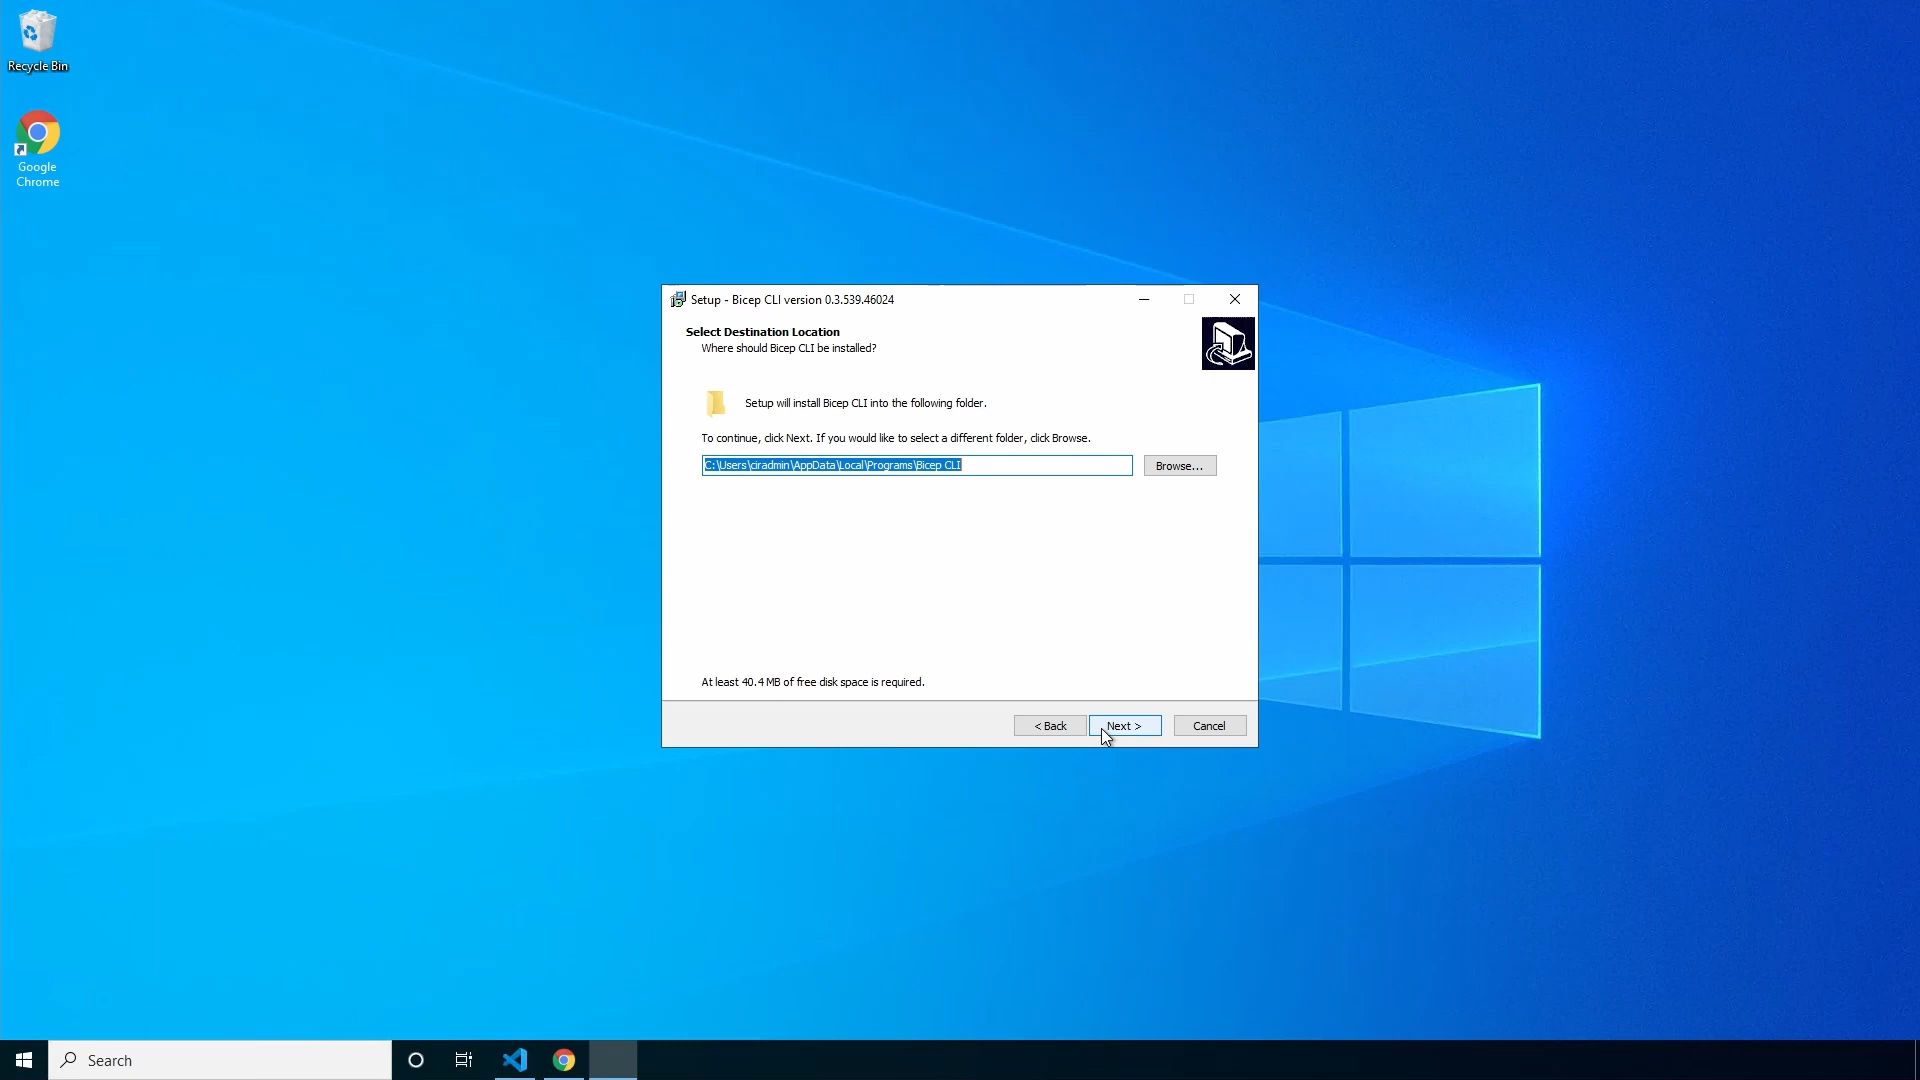 Recycle Bin
Google
Chrome
Setup - Bicep CLI version 0.3.539.46024
Select Destination Location
Where should Bicep CLI be installed?
Setup will install Bicep CLI into the following folder.
To continue, click Next. If you would like to select a different folder, click Browse.
C:\Users\ciradmin\AppData\Local\Programs\Bicep CLI
Browse...
At least 40.4 MB of free disk space is required.
< Back
Next >
Cancel
Search